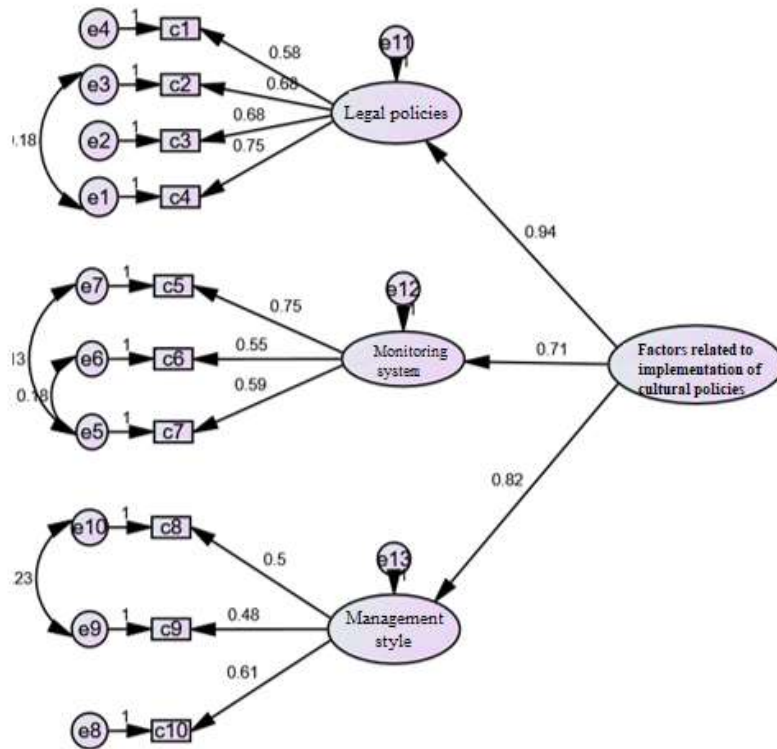 e4
1
c1
0.58
e11
1
e3
1
c2
0.68
Legal policies
.18
e2
1
c3
0.68
e1
1
c4
0.75
0.94
e7
1
c5
0.75
e12
1
e6
1
c6
0.55
Monitoring
system
0.71
Factors related to
implementation of
cultural policies
0.18
e5
1
c7
0.59
0.82
e10
1
c8
0.5
e13
1
23
e9
1
c9
0.48
Management
style
0.61
e8
1
c10